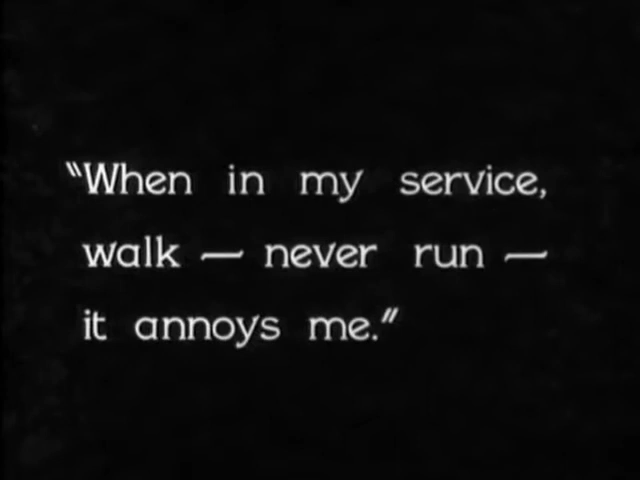 "When in my service,
walk — never run —
it annoys me."